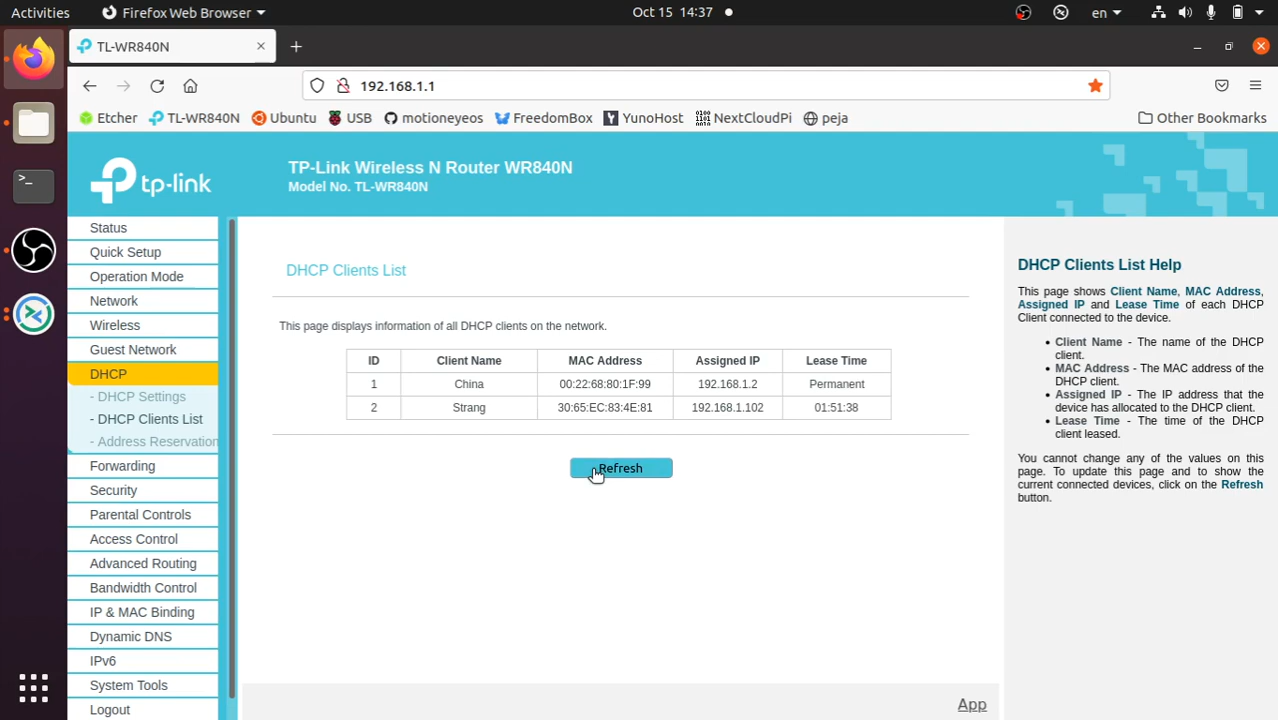 Activities
Firefox Web Browser
Oct 15 14:37
en
TL-WR840N
192.168.1.1
Etcher
TL-WR840N
Ubuntu
USB
motioneyeos
FreedomBox
YunoHost
NextCloudPi
peja
Other Bookmarks
tp-link
TP-Link Wireless N Router WR840N
Model No. TL-WR840N
Status
Quick Setup
Operation Mode
Network
Wireless
Guest Network
DHCP
- DHCP Settings
- DHCP Clients List
- Address Reservation
Forwarding
Security
Parental Controls
Access Control
Advanced Routing
Bandwidth Control
IP & MAC Binding
Dynamic DNS
IPv6
System Tools
Logout
DHCP Clients List
This page displays information of all DHCP clients on the network.
ID Client Name MAC Address Assigned IP Lease Time
1 China 00:22:68:80:1F:99 192.168.1.2 Permanent
2 Strang 30:65:EC:83:4E:81 192.168.1.102 01:51:38
Refresh
App
DHCP Clients List Help
This page shows Client Name, MAC Address,
Assigned IP and Lease Time of each DHCP
Client connected to the device.
• Client Name - The name of the DHCP
client.
• MAC Address - The MAC address of the
DHCP client.
• Assigned IP - The IP address that the
device has allocated to the DHCP client.
• Lease Time - The time of the DHCP
client leased.
You cannot change any of the values on this
page. To update this page and to show the
current connected devices, click on the Refresh
button.